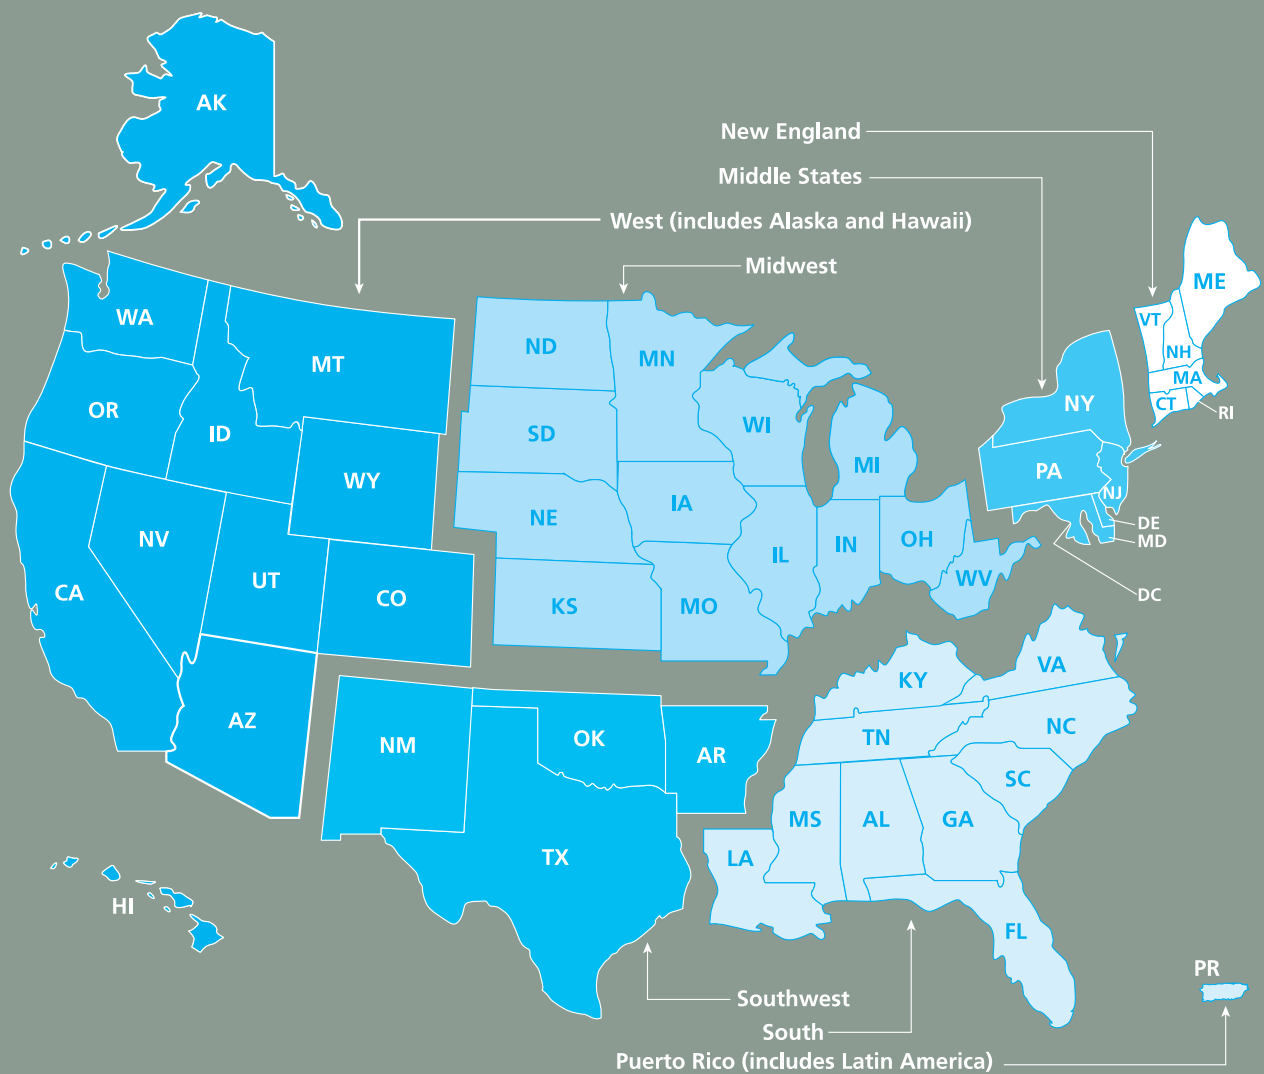 AK
New England
Middle States
West (includes Alaska and Hawaii)
Midwest
ME
WA
VT
ND
MN
NH
MT
MA
NY
CT
OR
RI
WI
ID
SD
MI
PA
WY
NJ
IA
NE
DE
NV
OH
MD
IN
IL
UT
WV
CA
CO
DC
KS
MO
VA
KY
AZ
NC
TN
OK
NM
AR
SC
MS
AL
GA
TX
LA
HI
FL
PR
Southwest
South
Puerto Rico (includes Latin America)